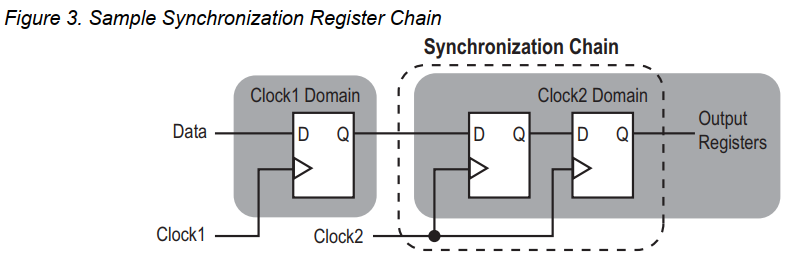 Figure 3. Sample Synchronization Register Chain
Synchronization Chain
Clock1 Domain
Clock2 Domain
Data
D Q
D Q
D Q
Output
Registers
Clock1
Clock2